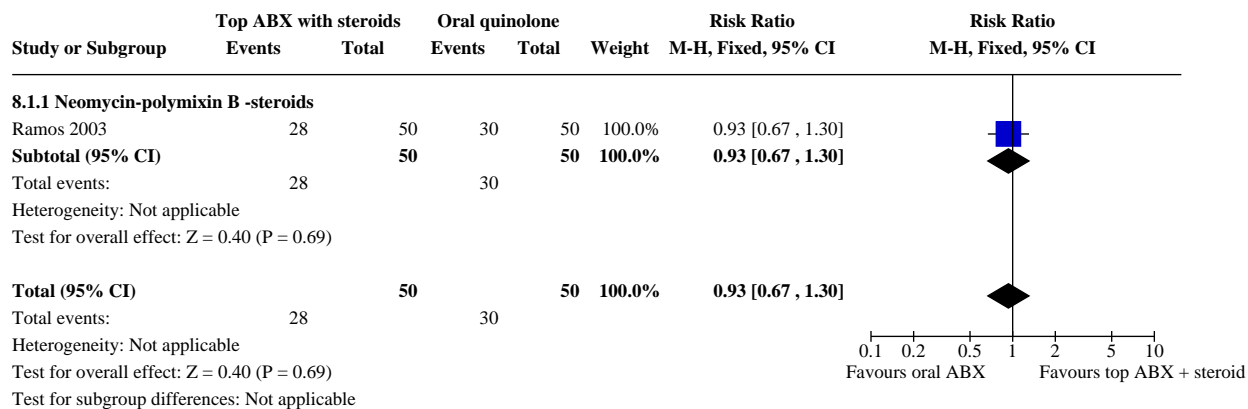 Top ABX with steroids Oral quinolone Risk Ratio Risk Ratio
Study or Subgroup Events Total Events Total Weight M-H, Fixed, 95% CI M-H, Fixed, 95% CI
8.1.1 Neomycin-polymixin B -steroids
Ramos 2003 28 50 30 50 100.0% 0.93 [0.67 , 1.30]
Subtotal (95% CI) 50 50 100.0% 0.93 [0.67 , 1.30]
Total events: 28 30
Heterogeneity: Not applicable
Test for overall effect: Z = 0.40 (P = 0.69)
Total (95% CI) 50 50 100.0% 0.93 [0.67 , 1.30]
Total events: 28 30
Heterogeneity: Not applicable
0.1 0.2 0.5 1 2 5 10
Test for overall effect: Z = 0.40 (P = 0.69) Favours oral ABX Favours top ABX + steroid
Test for subgroup differences: Not applicable